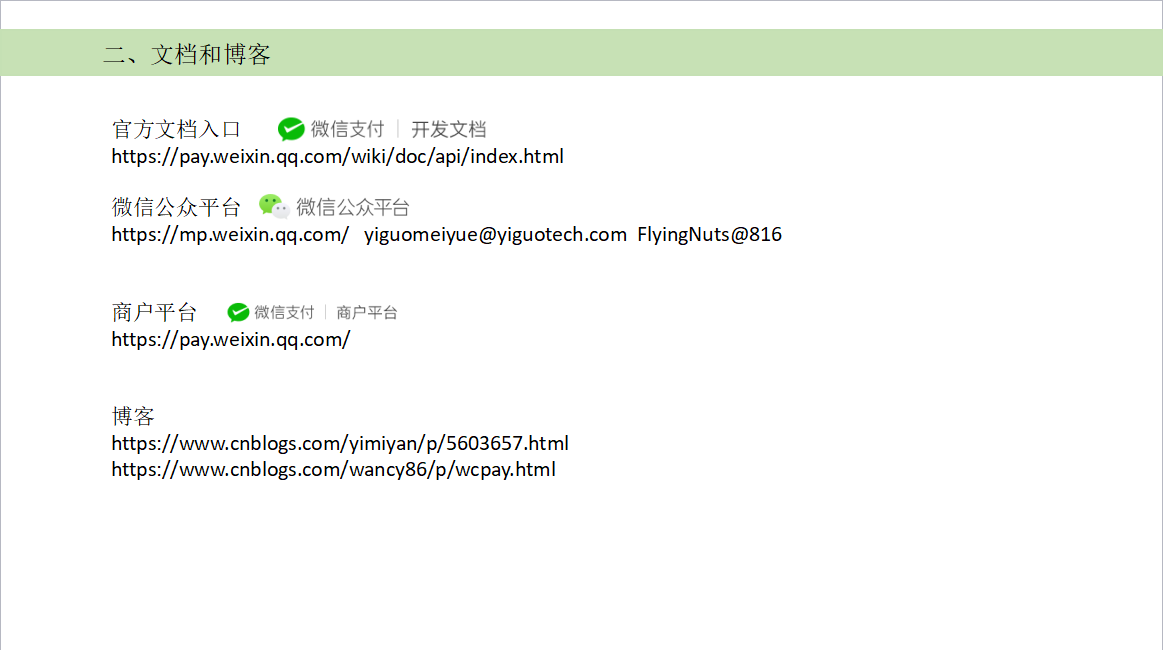 二、文档和博客
官方文档入口 微信支付 | 开发文档
https://pay.weixin.qq.com/wiki/doc/api/index.html
微信公众平台 微信公众平台
https://mp.weixin.qq.com/ yiguomeiyue@yiguotech.com FlyingNuts@816
商户平台 微信支付 | 商户平台
https://pay.weixin.qq.com/
博客
https://www.cnblogs.com/yimiyan/p/5603657.html
https://www.cnblogs.com/wancy86/p/wcpay.html